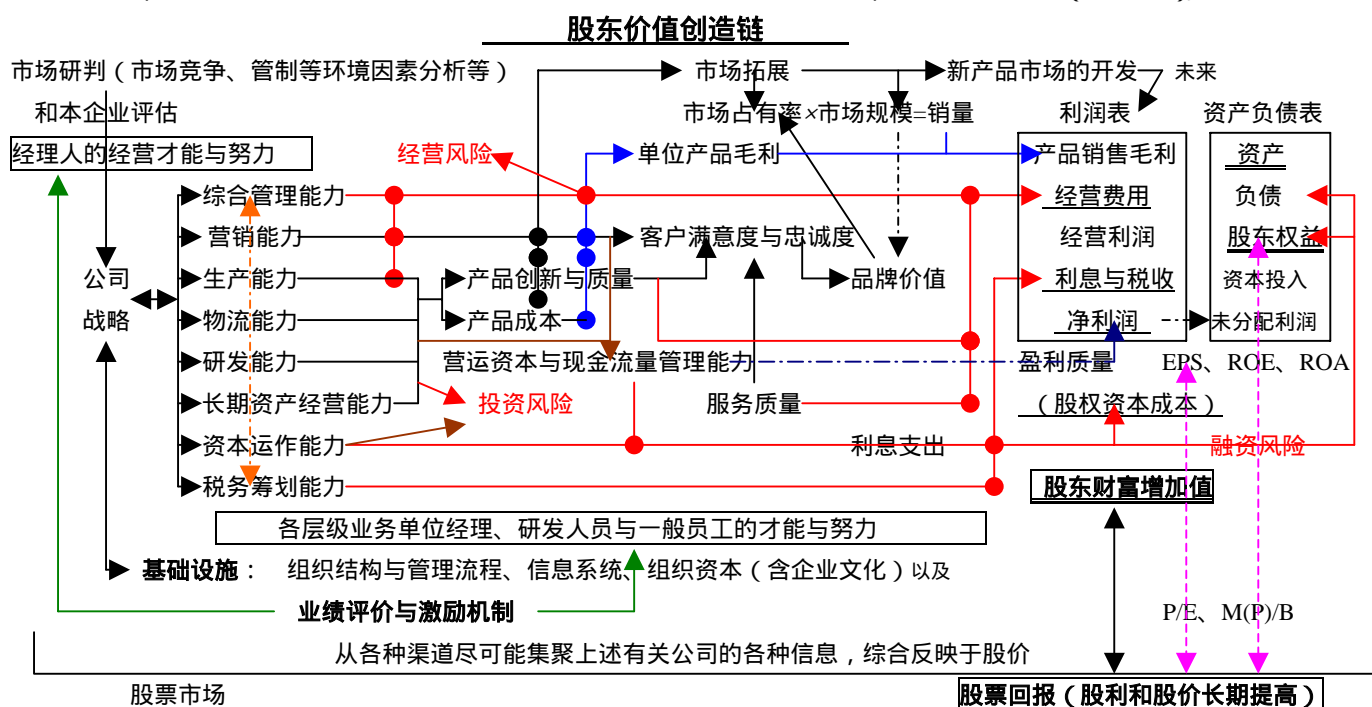 股东价值创造链
市场研判（市场竞争、管制等环境因素分析等） 市场拓展 新产品市场的开发 未来
和本企业评估 市场占有率×市场规模=销量 利润表 资产负债表
经理人的经营才能与努力 经营风险 单位产品毛利 产品销售毛利 资产
综合管理能力 经营费用 负债
营销能力 客户满意度与忠诚度 经营利润 股东权益
公司 生产能力 产品创新与质量 品牌价值 利息与税收 资本投入
战略 物流能力 产品成本 净利润 未分配利润
研发能力 营运资本与现金流量管理能力 盈利质量 EPS、ROE、ROA
长期资产经营能力 投资风险 服务质量 （股权资本成本）
资本运作能力 利息支出 融资风险
税务筹划能力 股东财富增加值
各层级业务单位经理、研发人员与一般员工的才能与努力
基础设施： 组织结构与管理流程、信息系统、组织资本（含企业文化）以及
业绩评价与激励机制 P/E、M(P)/B
从各种渠道尽可能集聚上述有关公司的各种信息，综合反映于股价
股票市场 股票回报（股利和股价长期提高）